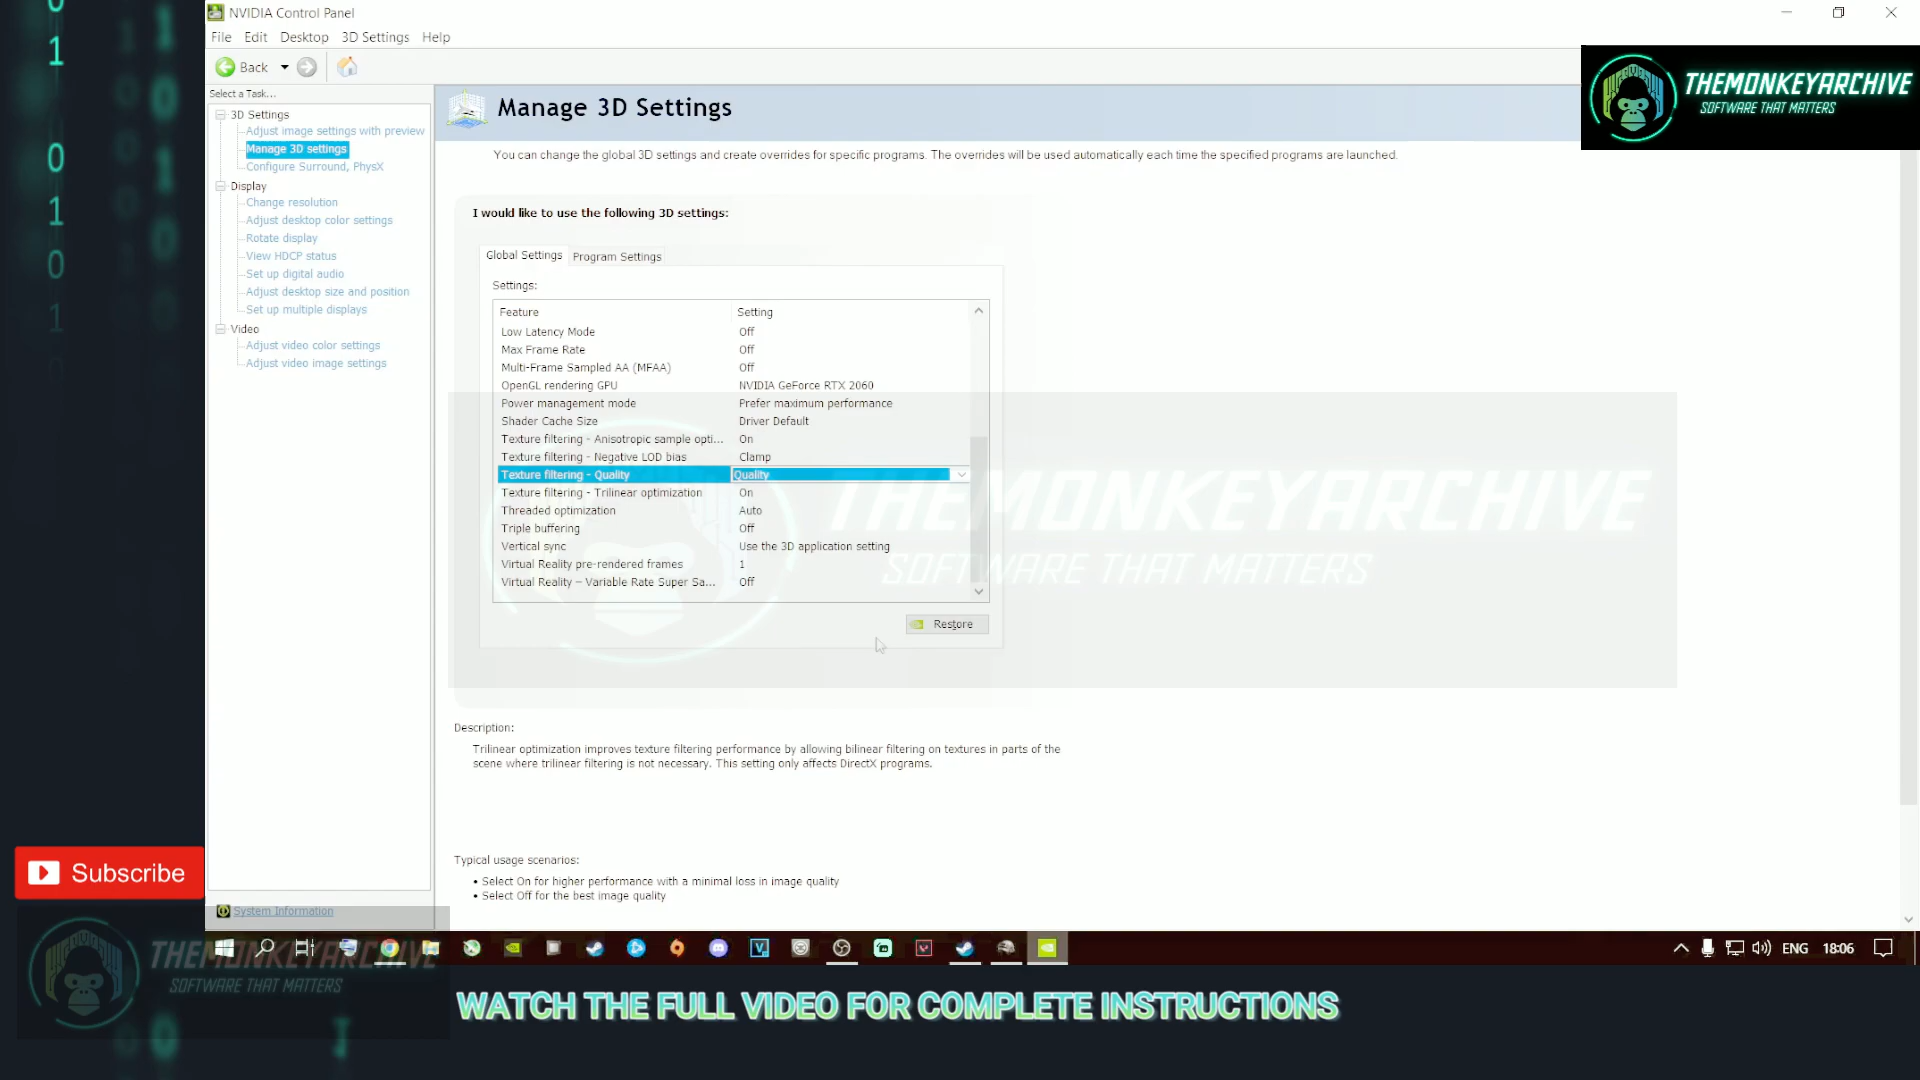 NVIDIA Control Panel
File Edit Desktop 3D Settings Help
Back
THEMONKEYARCHIVE
SOFTWARE THAT MATTERS
Select a Task...
3D Settings
Adjust image settings with preview
Manage 3D settings
Configure Surround, PhysX
Display
Change resolution
Adjust desktop color settings
Rotate display
View HDCP status
Set up digital audio
Adjust desktop size and position
Set up multiple displays
Video
Adjust video color settings
Adjust video image settings
System Information
Manage 3D Settings
You can change the global 3D settings and create overrides for specific programs. The overrides will be used automatically each time the specified programs are launched.
I would like to use the following 3D settings:
Global Settings Program Settings
Settings:
Feature Setting
Low Latency Mode Off
Max Frame Rate Off
Multi-Frame Sampled AA (MFAA) Off
OpenGL rendering GPU NVIDIA GeForce RTX 2060
Power management mode Prefer maximum performance
Shader Cache Size Driver Default
Texture filtering - Anisotropic sample opti... On
Texture filtering - Negative LOD bias Clamp
Texture filtering - Quality Quality
Texture filtering - Trilinear optimization On
Threaded optimization Auto
Triple buffering Off
Vertical sync Use the 3D application setting
Virtual Reality pre-rendered frames 1
Virtual Reality – Variable Rate Super Sa... Off
THEMONKEYARCHIVE
SOFTWARE THAT MATTERS
Restore
Description:
Trilinear optimization improves texture filtering performance by allowing bilinear filtering on textures in parts of the
scene where trilinear filtering is not necessary. This setting only affects DirectX programs.
Typical usage scenarios:
• Select On for higher performance with a minimal loss in image quality
• Select Off for the best image quality
Subscribe
THEMONKEYARCHIVE
SOFTWARE THAT MATTERS
ENG 18:06
WATCH THE FULL VIDEO FOR COMPLETE INSTRUCTIONS